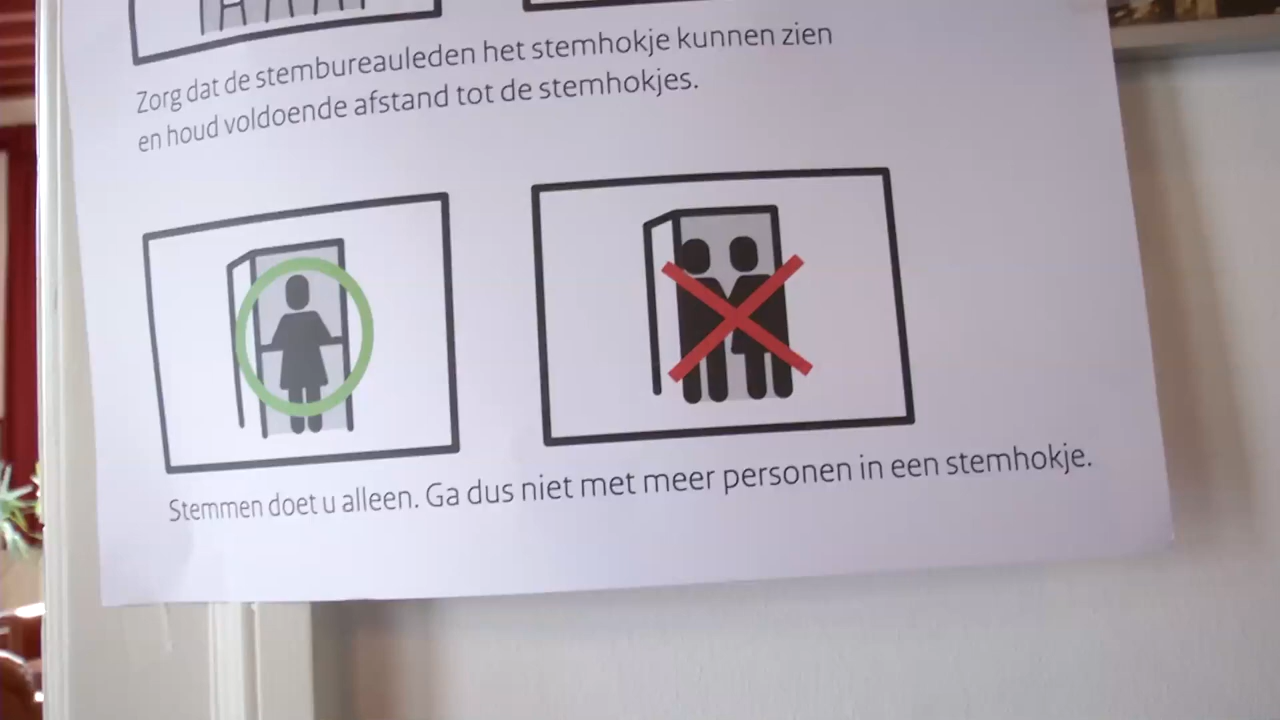 Zorg dat de stembureauleden het stemhokje kunnen zien
en houd voldoende afstand tot de stemhokjes.
Stemmen doet u alleen. Ga dus niet met meer personen in een stemhokje.